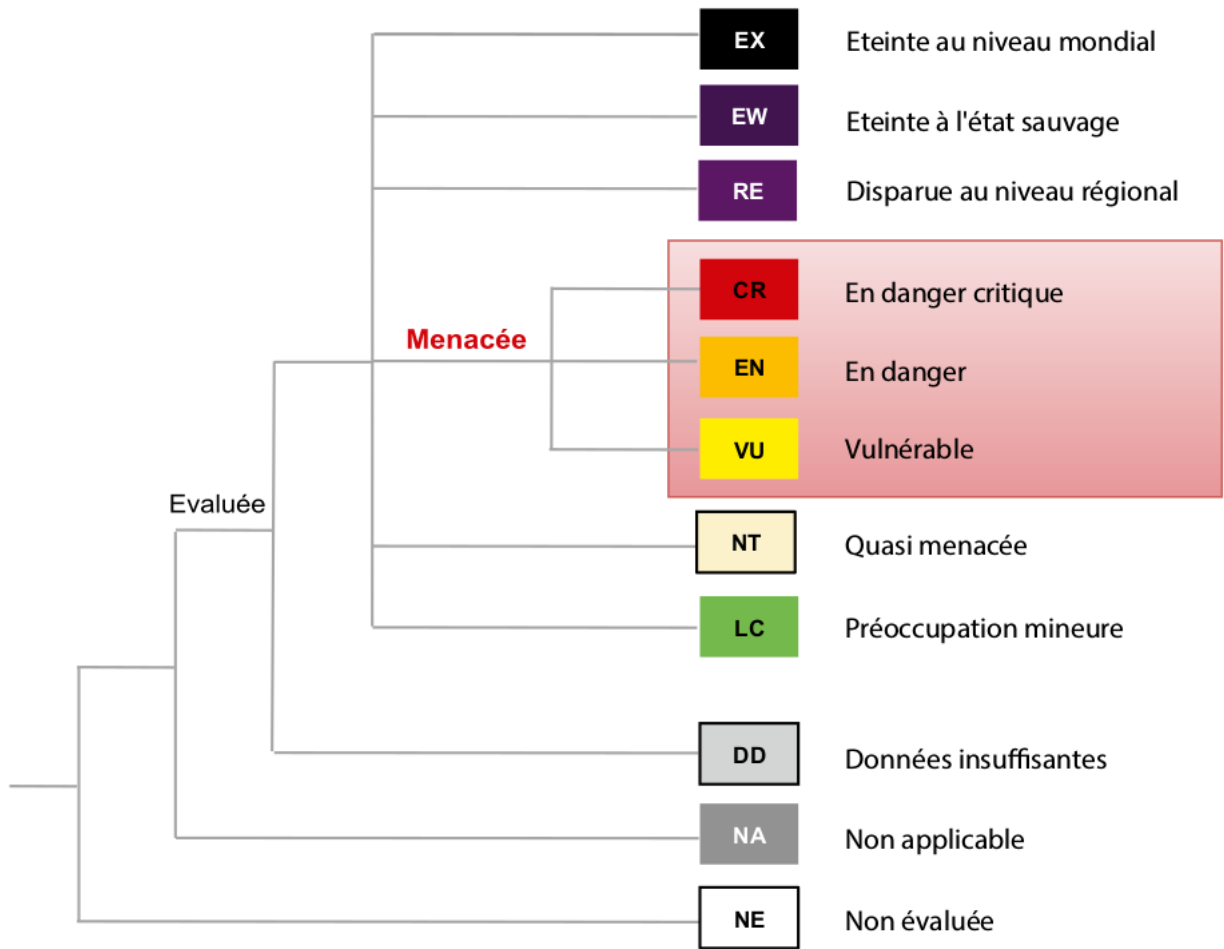 EX Eteinte au niveau mondial
EW Eteinte à l'état sauvage
RE Disparue au niveau régional
CR En danger critique
Menacée
EN En danger
VU Vulnérable
Evaluée
NT Quasi menacée
LC Préoccupation mineure
DD Données insuffisantes
NA Non applicable
NE Non évaluée